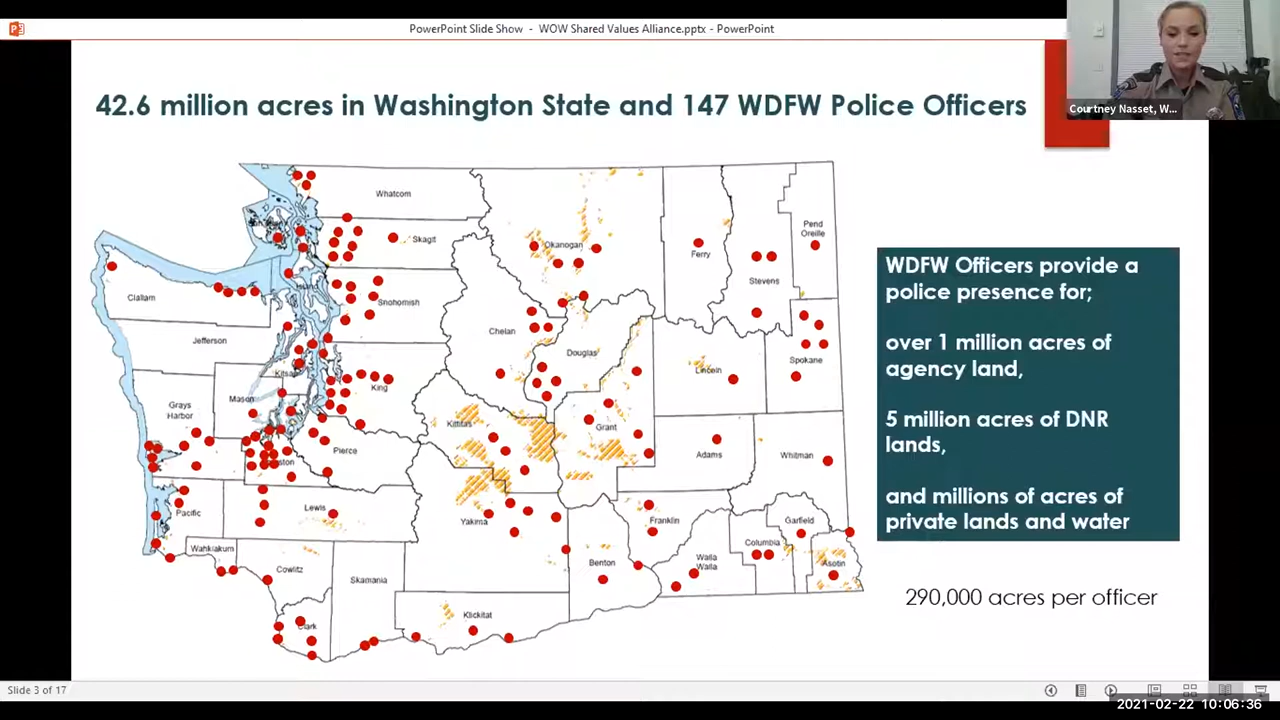 PowerPoint Slide Show - WOW Shared Values Alliance.pptx - PowerPoint
Courtney Nasset, W...
42.6 million acres in Washington State and 147 WDFW Police Officers
Whatcom
Skagit
Okanogan
Ferry
Stevens
Pend
Oreille
Clallam
Island
Snohomish
Chelan
Jefferson
Douglas
Kitsap
Lincoln
Spokane
Mason
King
Grays
Harbor
Kittitas
Grant
Pierce
Adams
Whitman
Pacific
Lewis
Yakima
Franklin
Garfield
Wahkiakum
Cowlitz
Skamania
Benton
Walla
Walla
Columbia
Asotin
Clark
Klickitat
WDFW Officers provide a
police presence for;
over 1 million acres of
agency land,
5 million acres of DNR
lands,
and millions of acres of
private lands and water
290,000 acres per officer
Slide 3 of 17
2021-02-22 10:06:36